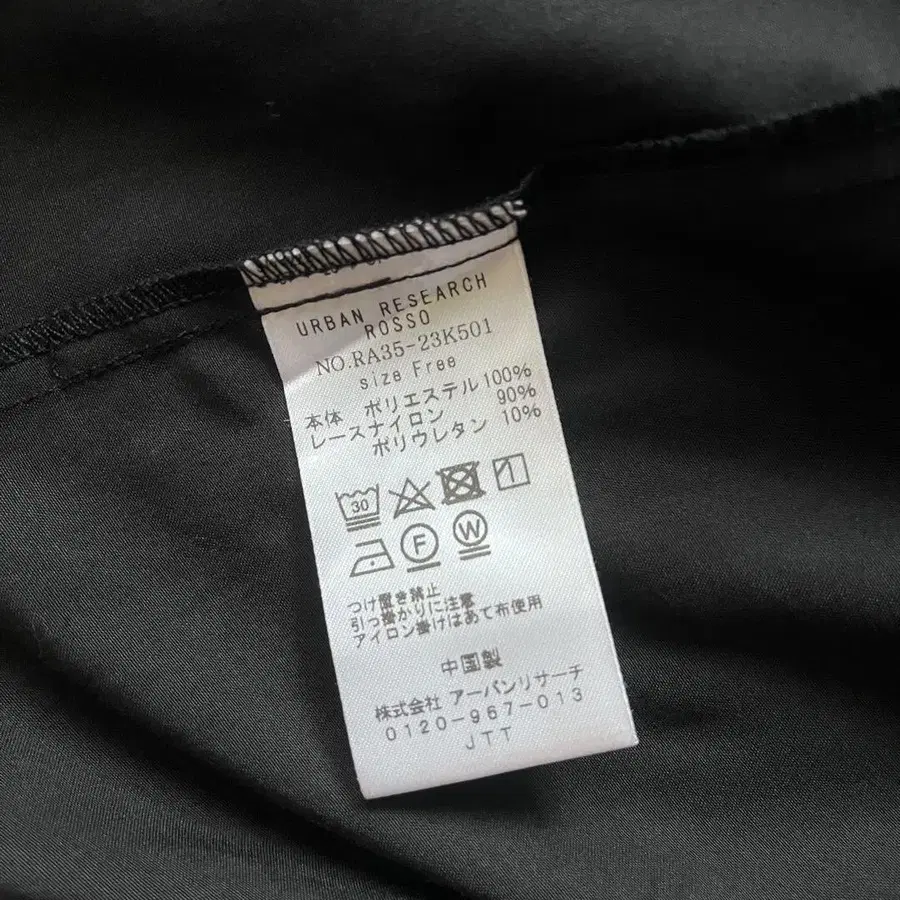 URBAN RESEARCH
ROSSO
NO.RA35-23K501
size Free
本体 ポリエステル 100%
レースナイロン 90%
ポリウレタン 10%
30
F W
つけ置き禁止
引っ掛かりに注意
アイロン掛けはあて布使用
中国製
株式会社 アーバンリサーチ
0120-967-013
JTT